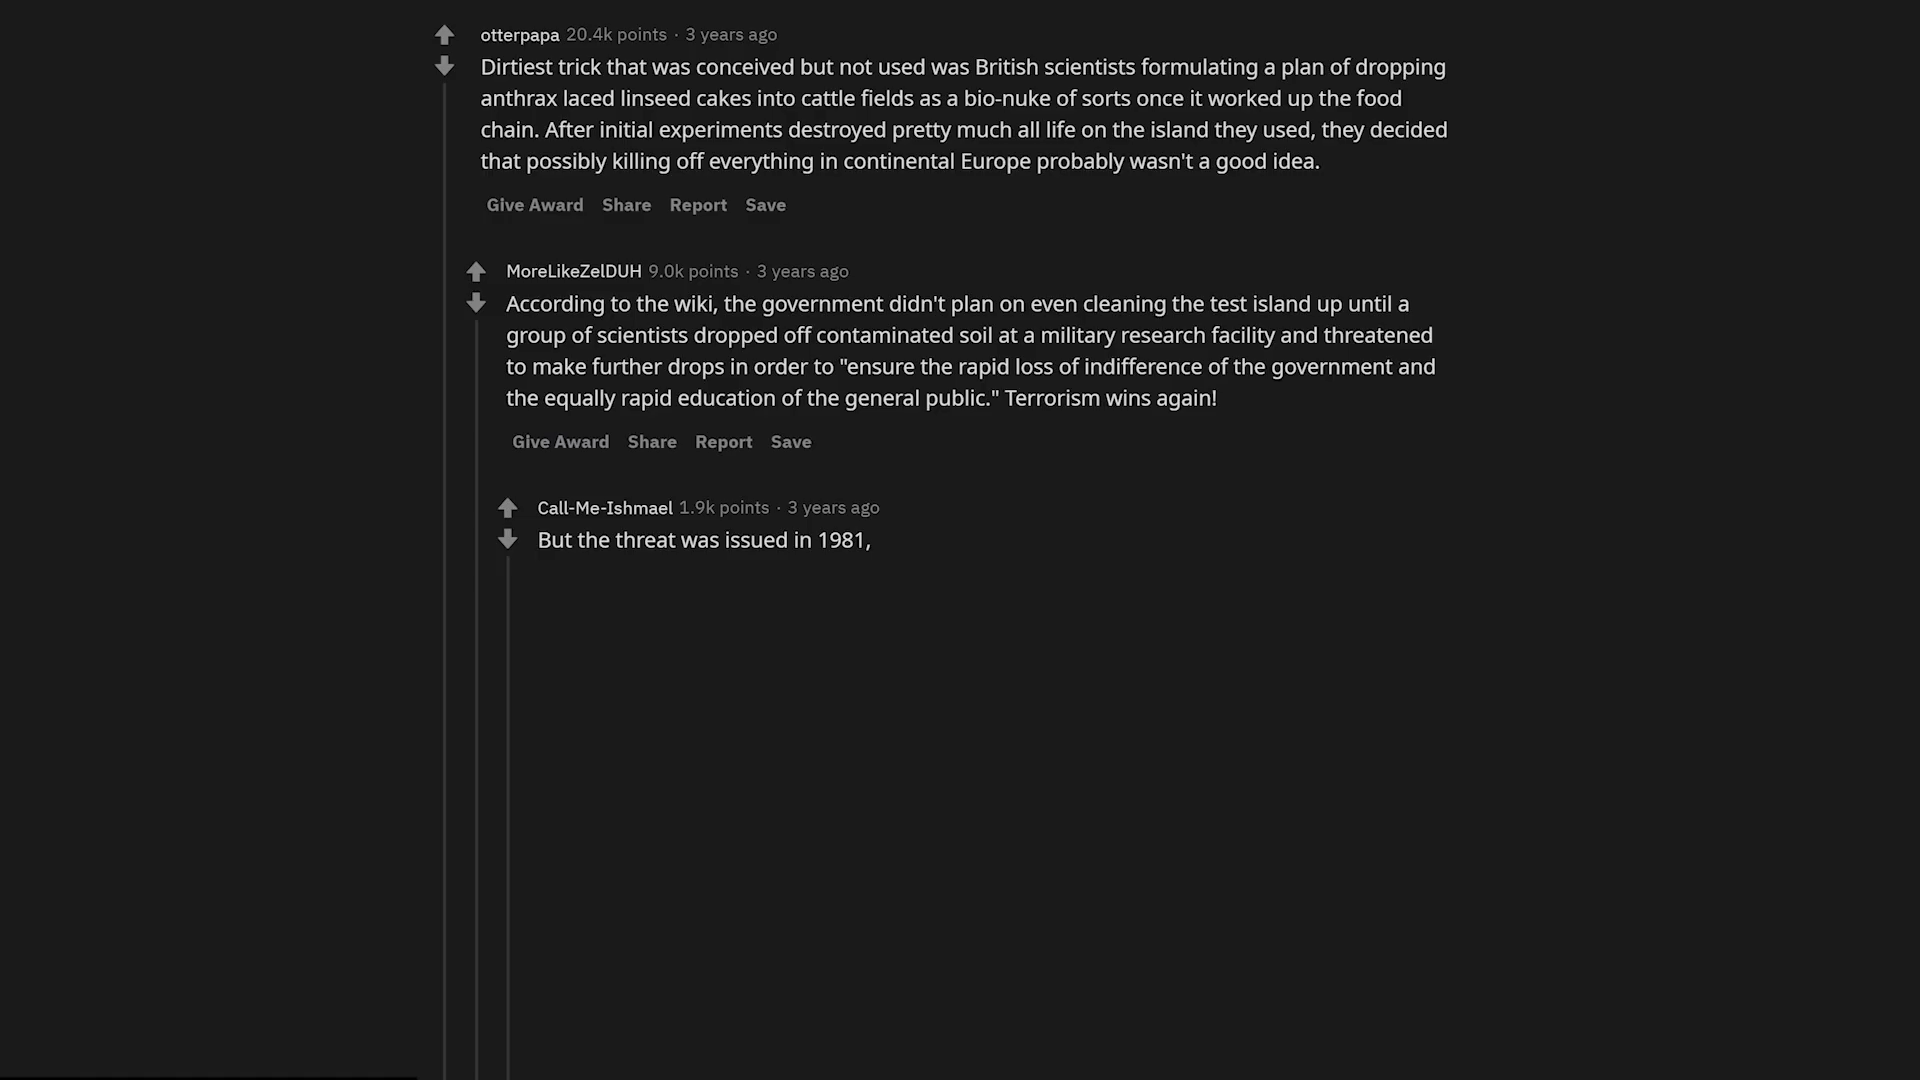 otterpapa 20.4k points · 3 years ago
Dirtiest trick that was conceived but not used was British scientists formulating a plan of dropping
anthrax laced linseed cakes into cattle fields as a bio-nuke of sorts once it worked up the food
chain. After initial experiments destroyed pretty much all life on the island they used, they decided
that possibly killing off everything in continental Europe probably wasn't a good idea.
Give Award Share Report Save
MoreLikeZelDUH 9.0k points · 3 years ago
According to the wiki, the government didn't plan on even cleaning the test island up until a
group of scientists dropped off contaminated soil at a military research facility and threatened
to make further drops in order to "ensure the rapid loss of indifference of the government and
the equally rapid education of the general public." Terrorism wins again!
Give Award Share Report Save
Call-Me-Ishmael 1.9k points · 3 years ago
But the threat was issued in 1981,